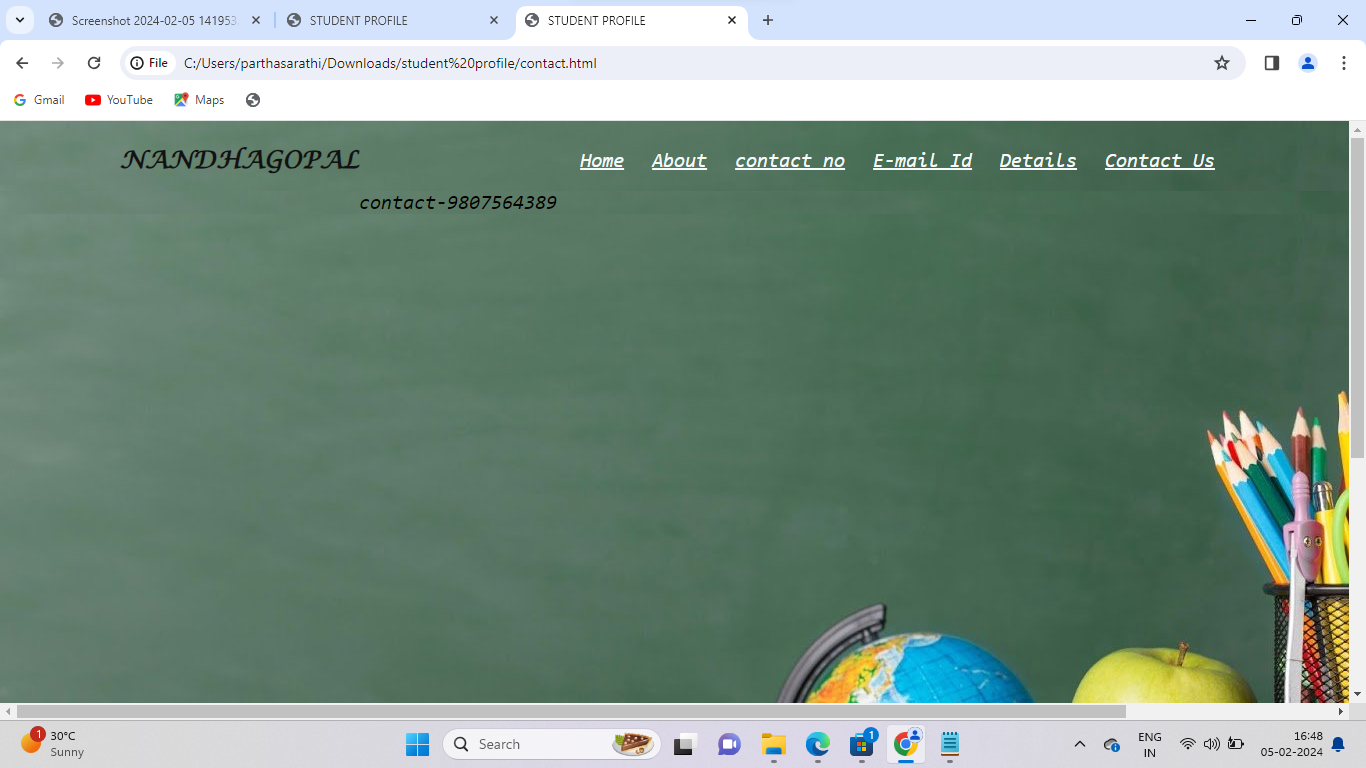 Screenshot 2024-02-05 141953
STUDENT PROFILE
STUDENT PROFILE
File
C:/Users/parthasarathi/Downloads/student%20profile/contact.html
Gmail
YouTube
Maps
NANDHAGOPAL
Home About contact no E-mail Id Details Contact Us
contact-9807564389
1
30°C
Sunny
Search
1
ENG
IN
16:48
05-02-2024